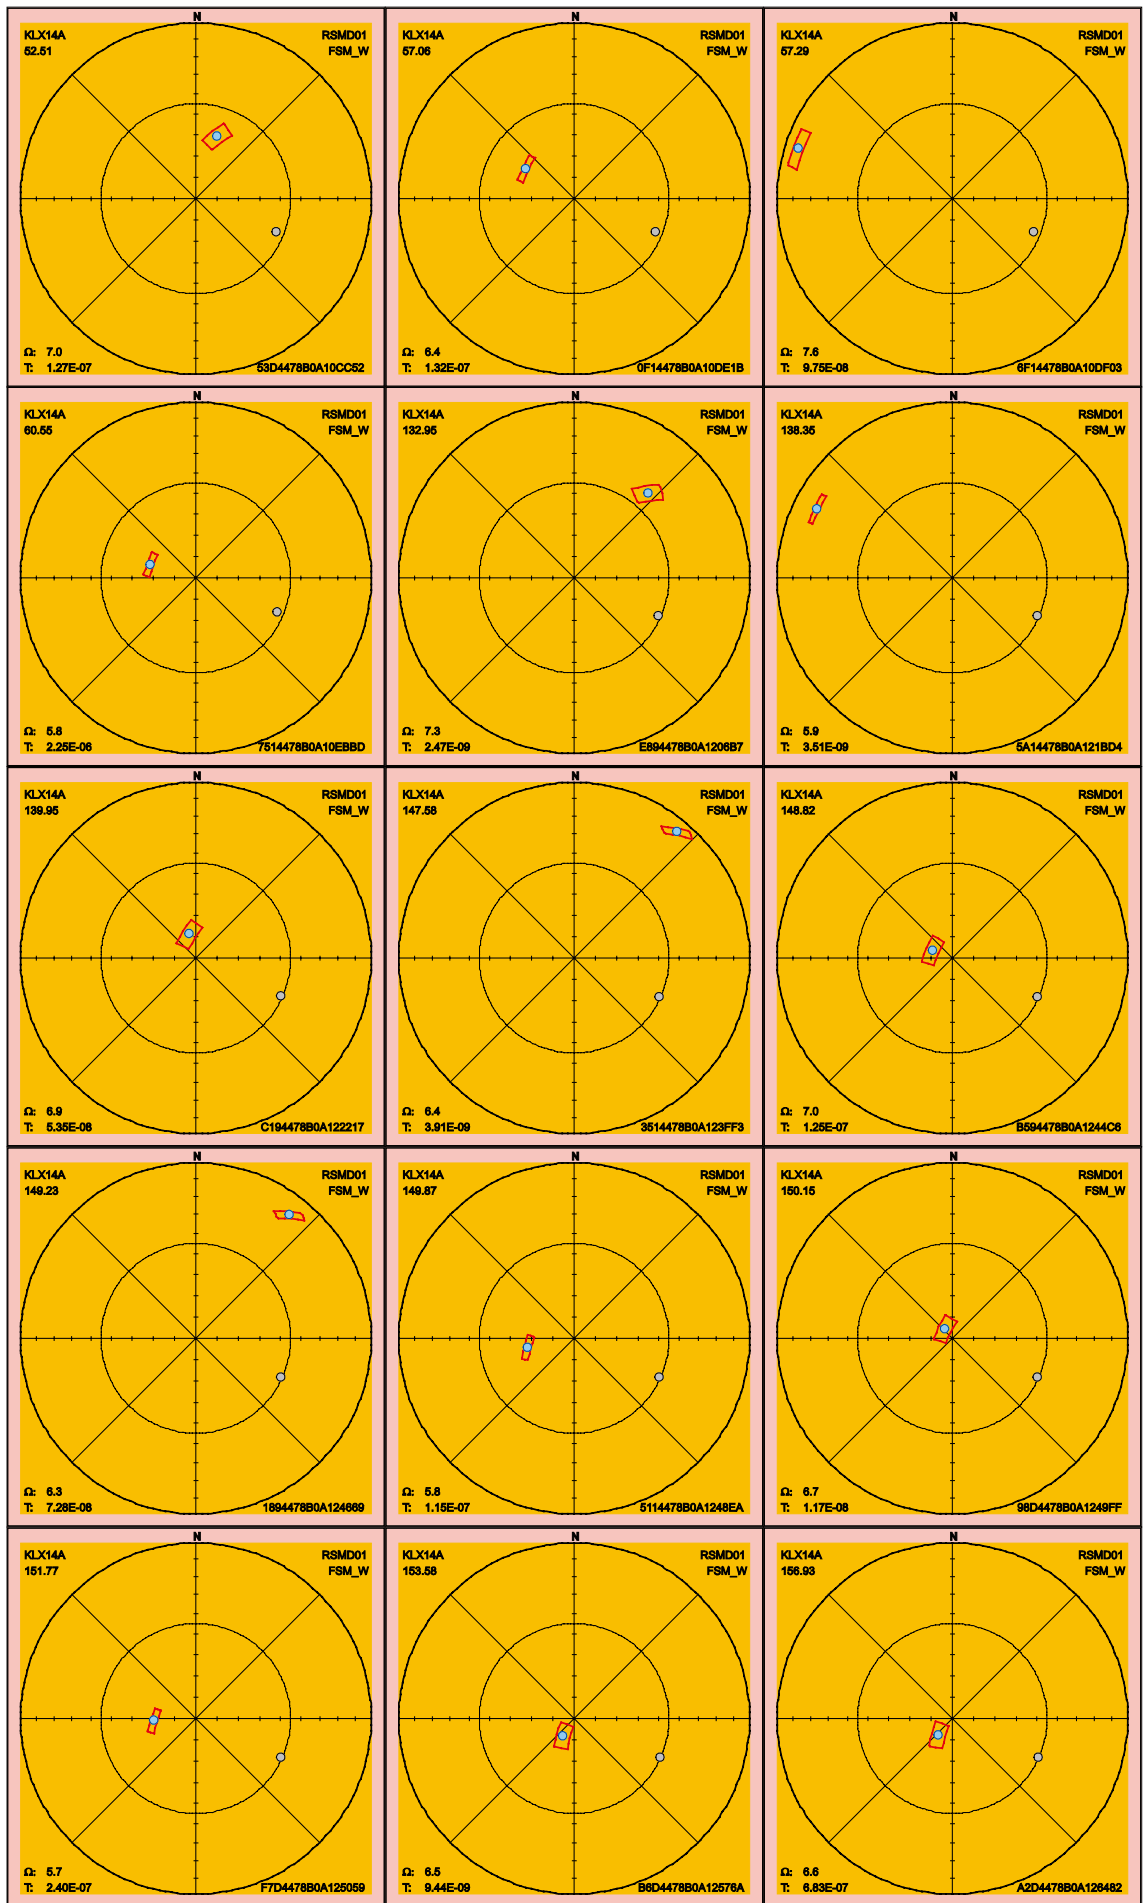 N
KLX14A RSMD01
52.51 FSM_W
Ω: 7.0
T: 1.27E-07 53D4478B0A10CC52
N
KLX14A RSMD01
57.06 FSM_W
Ω: 6.4
T: 1.32E-07 0F14478A0A10DE1B
N
KLX14A RSMD01
57.29 FSM_W
Ω: 7.6
T: 9.75E-08 6F14478B0A10DF03
N
KLX14A RSMD01
60.55 FSM_W
Ω: 5.8
T: 2.25E-06 7514478B0A10EBBD
N
KLX14A RSMD01
132.95 FSM_W
Ω: 7.3
T: 2.47E-09 E894478B0A1206B7
N
KLX14A RSMD01
138.35 FSM_W
Ω: 5.9
T: 3.51E-09 5A14478B0A121BD4
N
KLX14A RSMD01
139.95 FSM_W
Ω: 6.9
T: 5.35E-08 C194478B0A122217
N
KLX14A RSMD01
147.58 FSM_W
Ω: 6.4
T: 3.91E-09 3514478B0A123FF3
N
KLX14A RSMD01
148.82 FSM_W
Ω: 7.0
T: 1.25E-07 B594478B0A1244C6
N
KLX14A RSMD01
149.23 FSM_W
Ω: 6.3
T: 7.28E-08 1894478B0A124669
N
KLX14A RSMD01
149.87 FSM_W
Ω: 5.8
T: 1.15E-07 5114478B0A1248EA
N
KLX14A RSMD01
150.15 FSM_W
Ω: 6.7
T: 1.17E-08 98D4478B0A1249FF
N
KLX14A RSMD01
151.77 FSM_W
Ω: 5.7
T: 2.40E-07 F7D4478B0A125059
N
KLX14A RSMD01
153.58 FSM_W
Ω: 6.5
T: 9.44E-09 B6D4478B0A12576A
N
KLX14A RSMD01
156.93 FSM_W
Ω: 6.6
T: 6.83E-07 A2D4478B0A126482